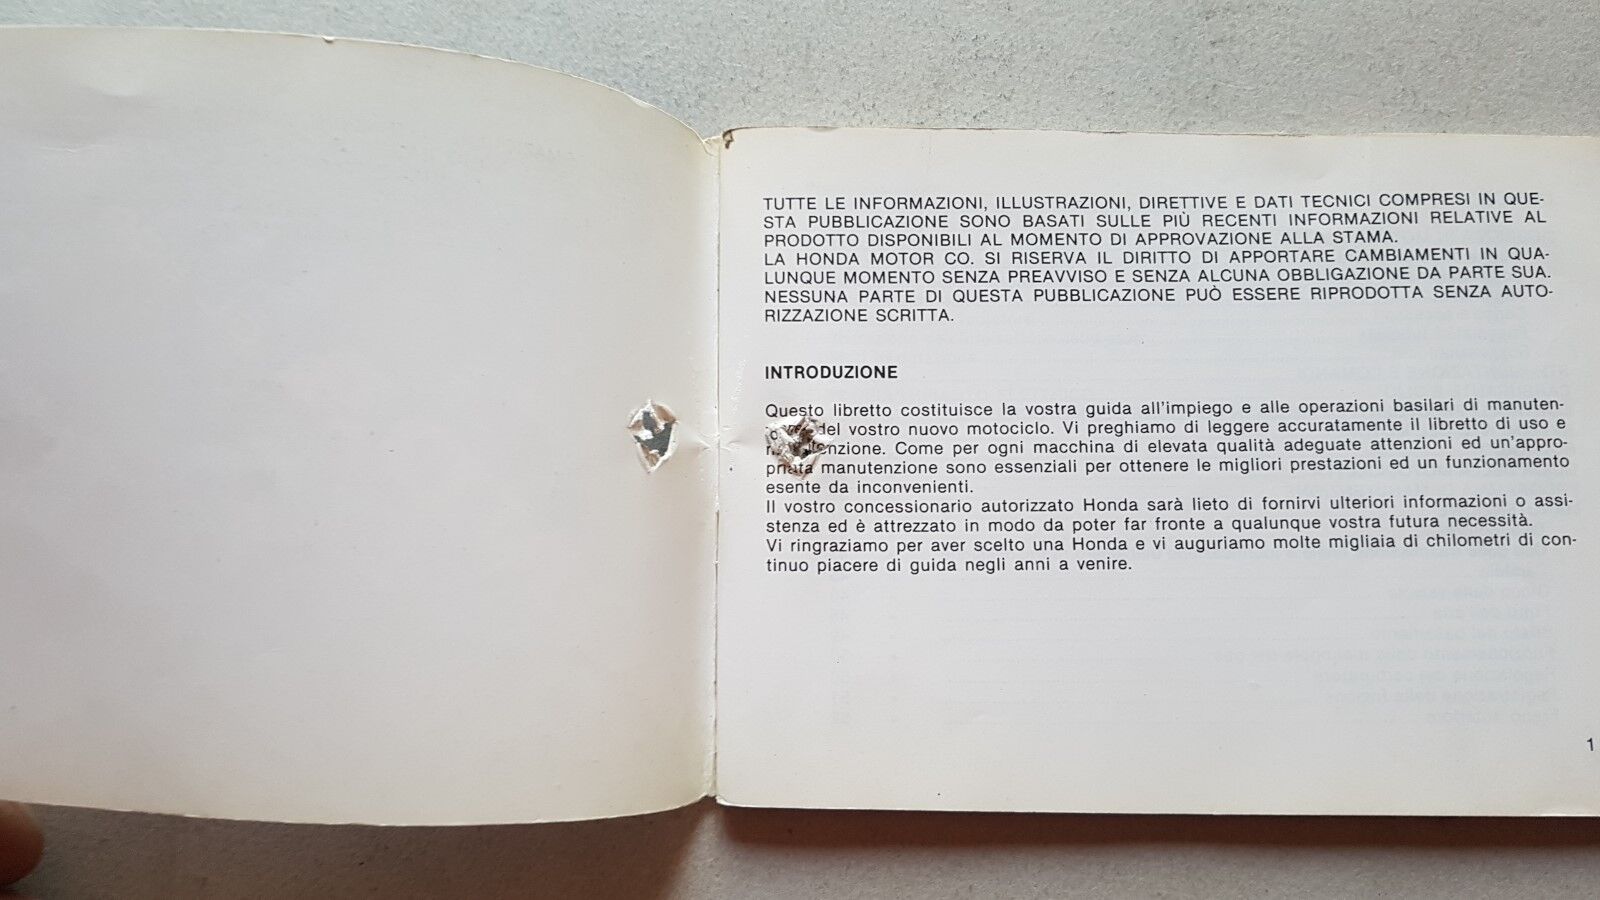 TUTTE LE INFORMAZIONI, ILLUSTRAZIONI, DIRETTIVE E DATI TECNICI COMPRESI IN QUE-
STA PUBBLICAZIONE SONO BASATI SULLE PIÙ RECENTI INFORMAZIONI RELATIVE AL
PRODOTTO DISPONIBILI AL MOMENTO DI APPROVAZIONE ALLA STAMA.
LA HONDA MOTOR CO. SI RISERVA IL DIRITTO DI APPORTARE CAMBIAMENTI IN QUA-
LUNQUE MOMENTO SENZA PREAVVISO E SENZA ALCUNA OBBLIGAZIONE DA PARTE SUA.
NESSUNA PARTE DI QUESTA PUBBLICAZIONE PUÒ ESSERE RIPRODOTTA SENZA AUTO-
RIZZAZIONE SCRITTA.
INTRODUZIONE
Questo libretto costituisce la vostra guida all'impiego e alle operazioni basilari di manuten-
del vostro nuovo motociclo. Vi preghiamo di leggere accuratamente il libretto di uso e
Come per ogni macchina di elevata qualità adeguate attenzioni ed un'appro-
priata manutenzione sono essenziali per ottenere le migliori prestazioni ed un funzionamento
esente da inconvenienti.
Il vostro concessionario autorizzato Honda sarà lieto di fornirvi ulteriori informazioni o assi-
stenza ed è attrezzato in modo da poter far fronte a qualunque vostra futura necessità.
Vi ringraziamo per aver scelto una Honda e vi auguriamo molte migliaia di chilometri di con-
tinuo piacere di guida negli anni a venire.
1